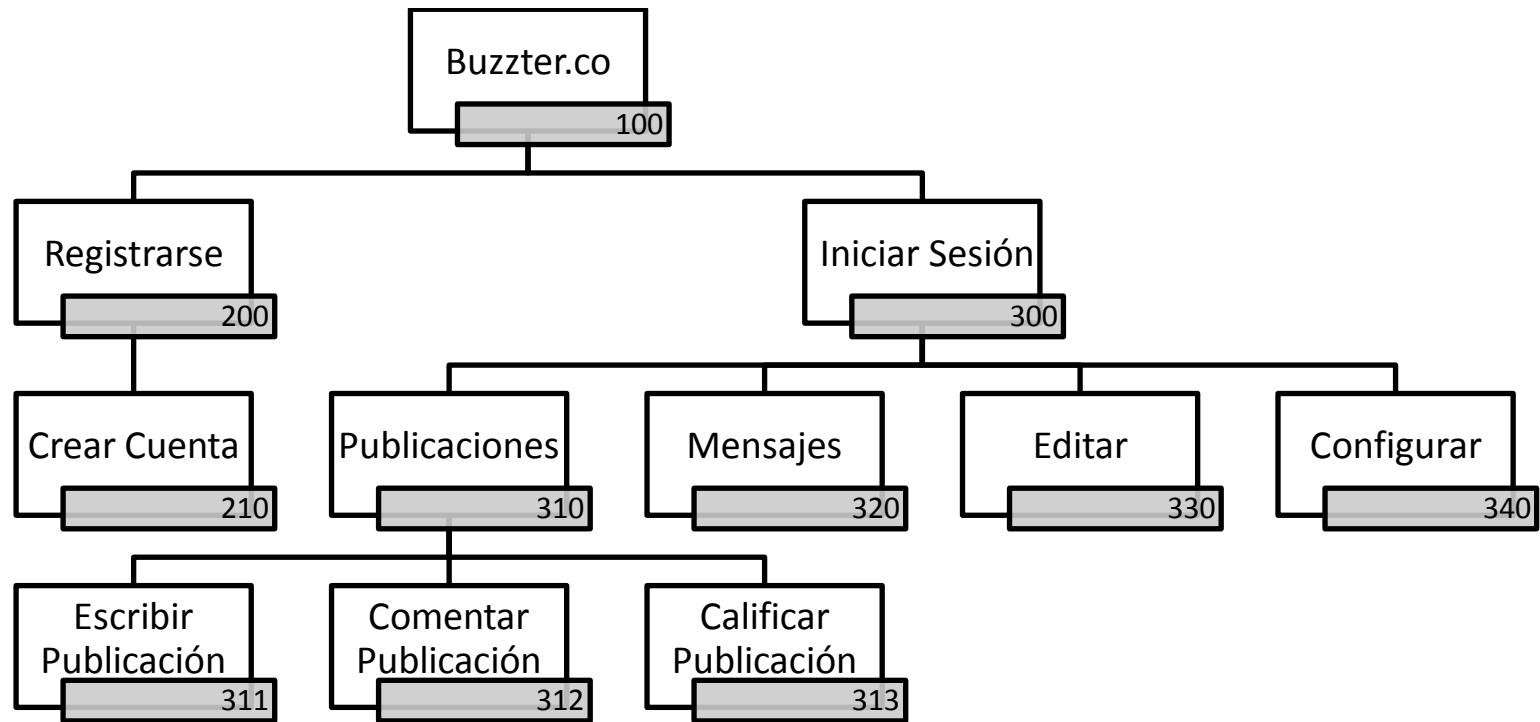 Buzzter.co
100
Registrarse
200
Iniciar Sesión
300
Crear Cuenta
210
Publicaciones
310
Mensajes
320
Editar
330
Configurar
340
Escribir
Publicación
311
Comentar
Publicación
312
Calificar
Publicación
313